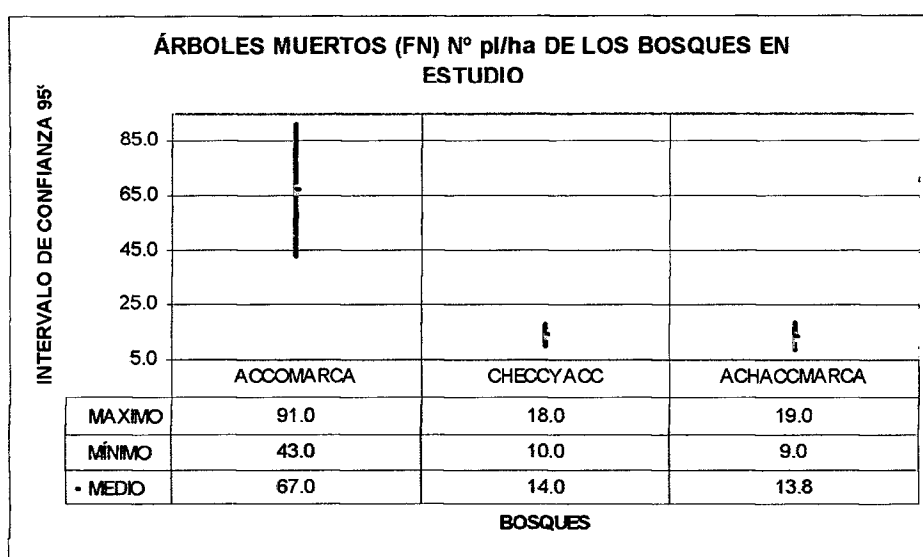 ÁRBOLES MUERTOS (FN) Nº pl/ha DE LOS BOSQUES EN
ESTUDIO
INTERVALO DE CONFIANZA 95
85.0
65.0
45.0
25.0
5.0
ACCOMARCA CHECCYACC ACHACCMARCA
MAXIMO 91.0 18.0 19.0
MÍNIMO 43.0 10.0 9.0
- MEDIO 67.0 14.0 13.8
BOSQUES